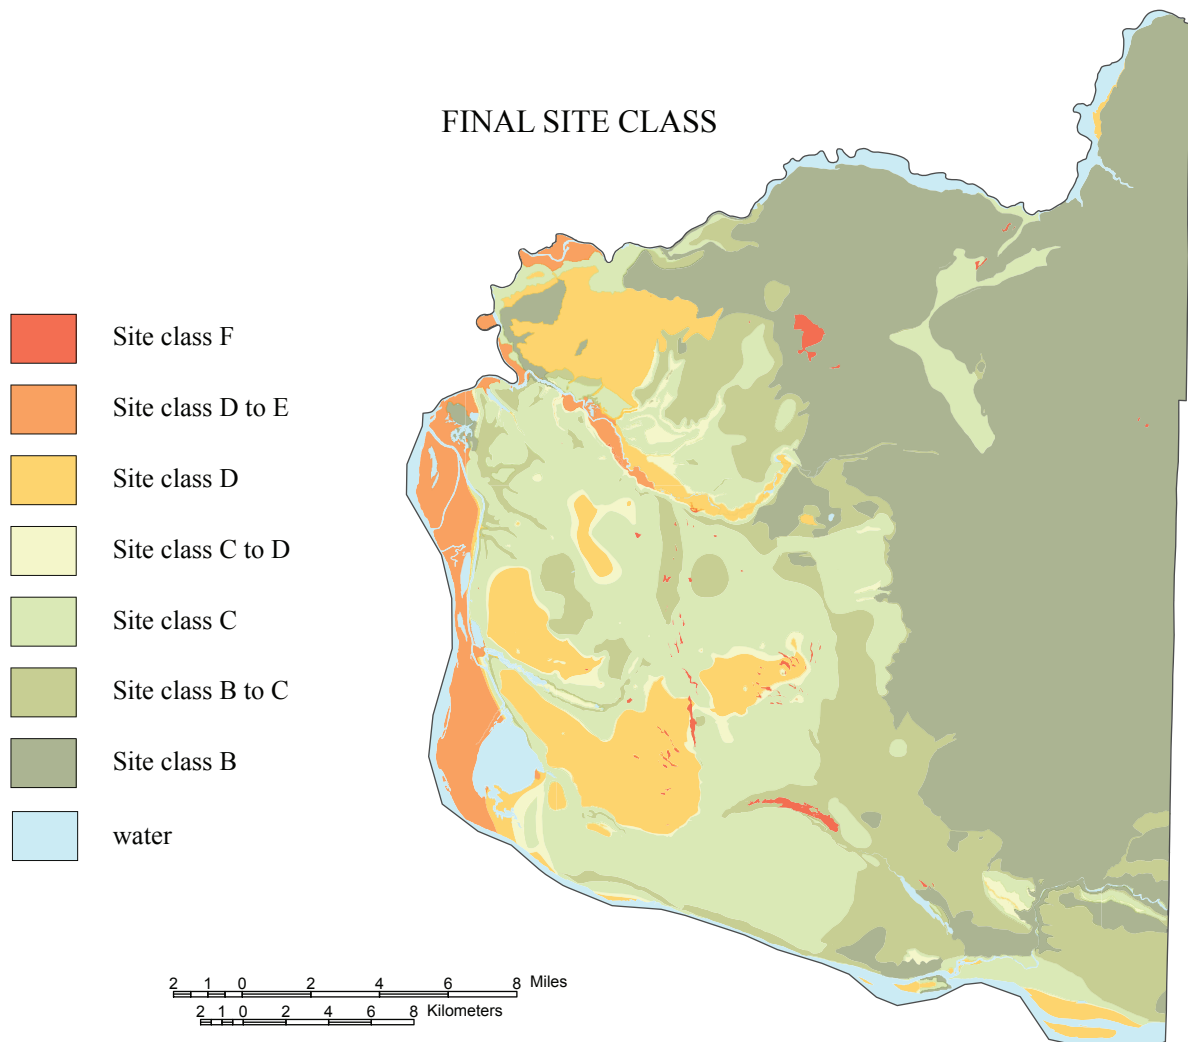 FINAL SITE CLASS
Site class F
Site class D to E
Site class D
Site class C to D
Site class C
Site class B to C
Site class B
water
2 1 0 2 4 6 8 Miles
2 1 0 2 4 6 8 Kilometers